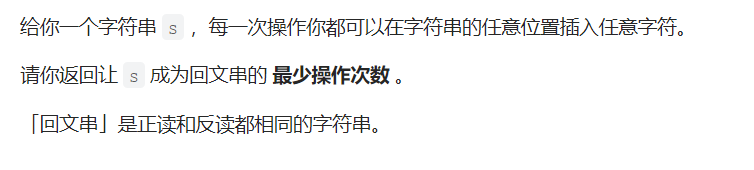 给你一个字符串 s ，每一次操作你都可以在字符串的任意位置插入任意字符。
请你返回让 s 成为回文串的 最少操作次数 。
「回文串」是正读和反读都相同的字符串。